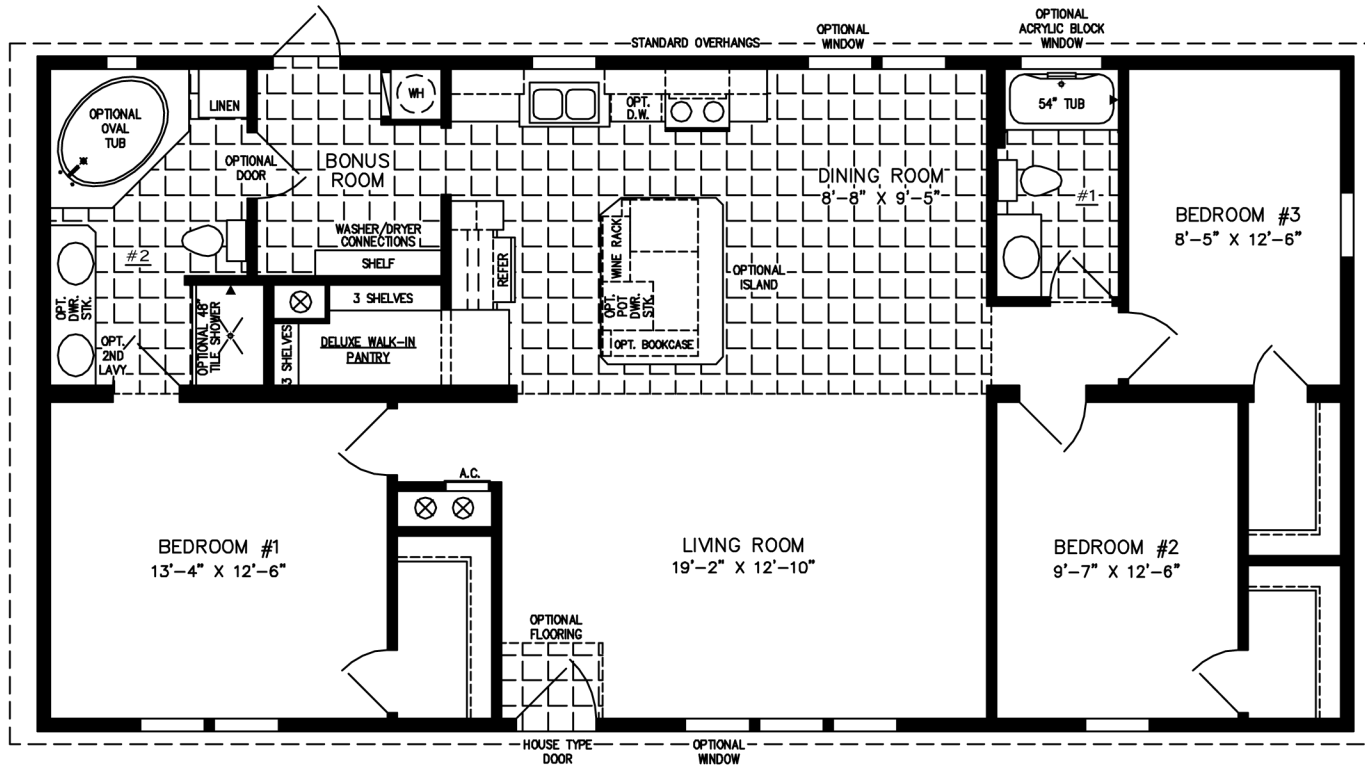 OPTIONAL
ACRYLIC BLOCK
WINDOW
OPTIONAL
WINDOW
STANDARD OVERHANGS
OPTIONAL
OVAL
TUB
LINEN
OPTIONAL
DOOR
BONUS
ROOM
WH
OPT.
D.W.
54" TUB
DINING ROOM
8'-8" X 9'-5"
#1
BEDROOM #3
8'-5" X 12'-6"
#2
WASHER/DRYER
CONNECTIONS
SHELF
REFER
WINE RACK
OPT.
POT
DWR.
STK.
OPT. BOOKCASE
OPTIONAL
ISLAND
OPT.
DWR.
STK.
OPT.
2ND
LAVY.
OPTIONAL 48"
TILE SHOWER
3 SHELVES
3 SHELVES
DELUXE WALK-IN
PANTRY
A.C.
BEDROOM #1
13'-4" X 12'-6"
LIVING ROOM
19'-2" X 12'-10"
BEDROOM #2
9'-7" X 12'-6"
OPTIONAL
FLOORING
HOUSE TYPE
DOOR
OPTIONAL
WINDOW